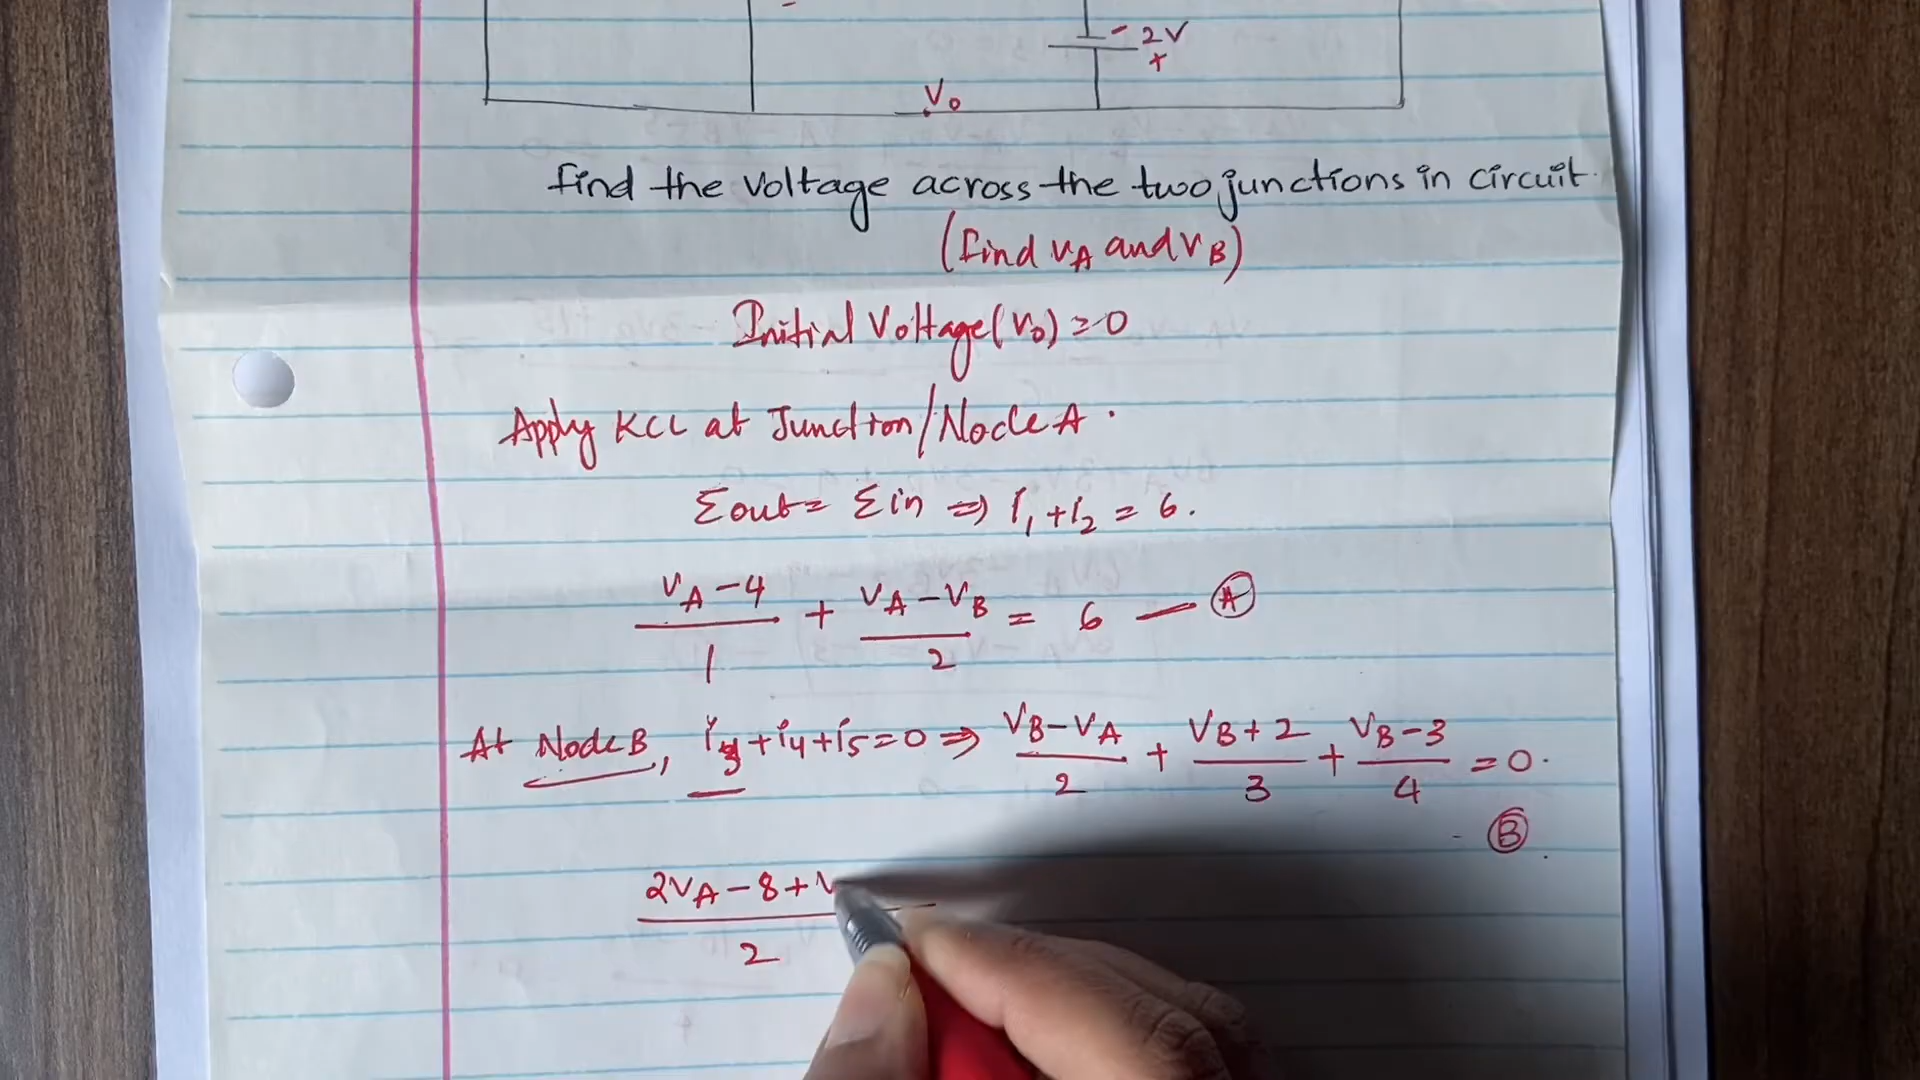 - 2V
+
V₀
find the voltage across the two junctions in circuit.
(find VA and VB)
Initial Voltage (V₀) = 0
Apply KCL at Junction/Node A.
Σout = Σin ⇒ I₁ + I₂ = 6.
(VA - 4)/1 + (VA - VB)/2 = 6 — Ⓐ
At Node B, i₃ + i₄ + i₅ = 0 ⇒ (VB - VA)/2 + (VB + 2)/3 + (VB - 3)/4 = 0.
- Ⓑ.
(2VA - 8 + V)/2